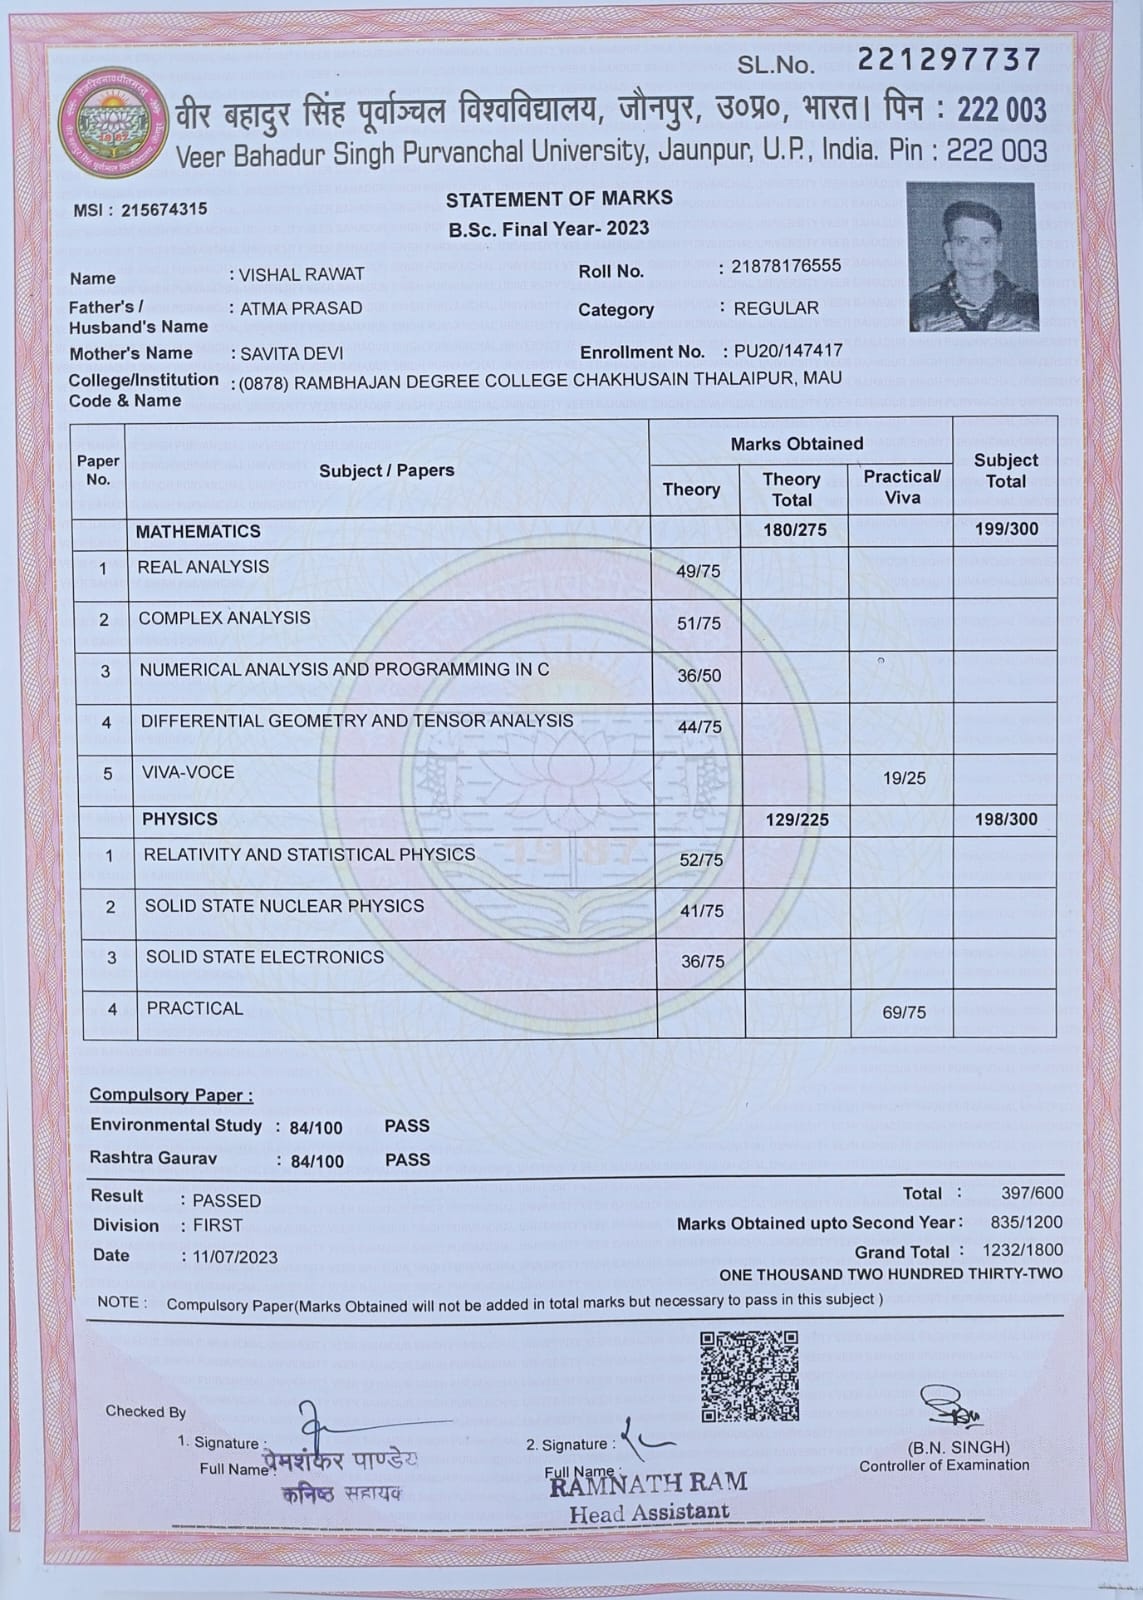 SL.No. 221297737
वीर बहादुर सिंह पूर्वाञ्चल विश्वविद्यालय, जौनपुर, उ०प्र०, भारत। पिन : 222 003
Veer Bahadur Singh Purvanchal University, Jaunpur, U.P., India. Pin : 222 003
MSI : 215674315
STATEMENT OF MARKS
B.Sc. Final Year- 2023
Name : VISHAL RAWAT Roll No. : 21878176555
Father's / Husband's Name : ATMA PRASAD Category : REGULAR
Mother's Name : SAVITA DEVI Enrollment No. : PU20/147417
College/Institution Code & Name : (0878) RAMBHAJAN DEGREE COLLEGE CHAKHUSAIN THALAIPUR, MAU
Paper No. Subject / Papers Marks Obtained Subject Total
Theory Theory Total Practical/ Viva
MATHEMATICS 180/275 199/300
1 REAL ANALYSIS 49/75
2 COMPLEX ANALYSIS 51/75
3 NUMERICAL ANALYSIS AND PROGRAMMING IN C 36/50
4 DIFFERENTIAL GEOMETRY AND TENSOR ANALYSIS 44/75
5 VIVA-VOCE 19/25
PHYSICS 129/225 198/300
1 RELATIVITY AND STATISTICAL PHYSICS 52/75
2 SOLID STATE NUCLEAR PHYSICS 41/75
3 SOLID STATE ELECTRONICS 36/75
4 PRACTICAL 69/75
Compulsory Paper :
Environmental Study : 84/100 PASS
Rashtra Gaurav : 84/100 PASS
Result : PASSED Total : 397/600
Division : FIRST Marks Obtained upto Second Year : 835/1200
Date : 11/07/2023 Grand Total : 1232/1800
ONE THOUSAND TWO HUNDRED THIRTY-TWO
NOTE : Compulsory Paper(Marks Obtained will not be added in total marks but necessary to pass in this subject )
Checked By
1. Signature : 2. Signature : (B.N. SINGH)
Full Name : प्रेमशंकर पाण्डेय Full Name : RAMNATH RAM Controller of Examination
कनिष्ठ सहायक Head Assistant